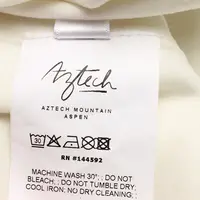 Aztech
AZTECH MOUNTAIN
ASPEN
30
RN #144592
MACHINE WASH 30°; : DO NOT
BLEACH, : DO NOT TUMBLE DRY;
COOL IRON; NO DRY CLEANING; :